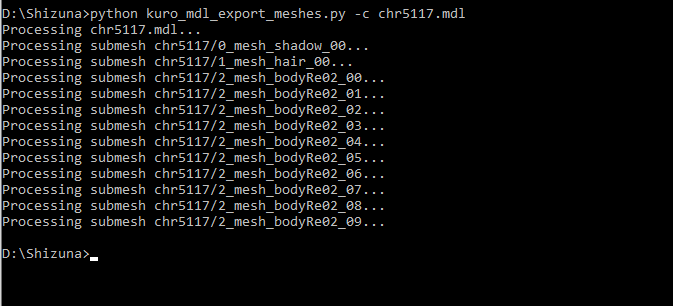 D:\Shizuna>python kuro_mdl_export_meshes.py -c chr5117.mdl
Processing chr5117.mdl...
Processing submesh chr5117/0_mesh_shadow_00...
Processing submesh chr5117/1_mesh_hair_00...
Processing submesh chr5117/2_mesh_bodyRe02_00...
Processing submesh chr5117/2_mesh_bodyRe02_01...
Processing submesh chr5117/2_mesh_bodyRe02_02...
Processing submesh chr5117/2_mesh_bodyRe02_03...
Processing submesh chr5117/2_mesh_bodyRe02_04...
Processing submesh chr5117/2_mesh_bodyRe02_05...
Processing submesh chr5117/2_mesh_bodyRe02_06...
Processing submesh chr5117/2_mesh_bodyRe02_07...
Processing submesh chr5117/2_mesh_bodyRe02_08...
Processing submesh chr5117/2_mesh_bodyRe02_09...
D:\Shizuna>